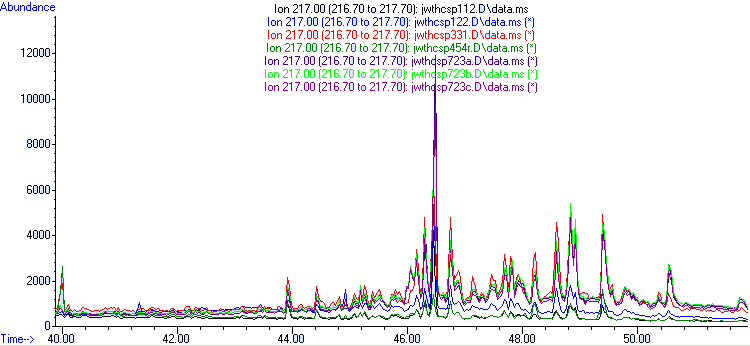 Abundance
Ion 217.00 (216.70 to 217.70): jwthcsp112.D\data.ms
Ion 217.00 (216.70 to 217.70): jwthcsp122.D\data.ms (*)
Ion 217.00 (216.70 to 217.70): jwthcsp331.D\data.ms (*)
Ion 217.00 (216.70 to 217.70): jwthcsp454r.D\data.ms (*)
Ion 217.00 (216.70 to 217.70): jwthcsp723a.D\data.ms (*)
Ion 217.00 (216.70 to 217.70): jwthcsp723b.D\data.ms (*)
Ion 217.00 (216.70 to 217.70): jwthcsp723c.D\data.ms (*)
12000
10000
8000
6000
4000
2000
0
40.00 42.00 44.00 46.00 48.00 50.00
Time-->